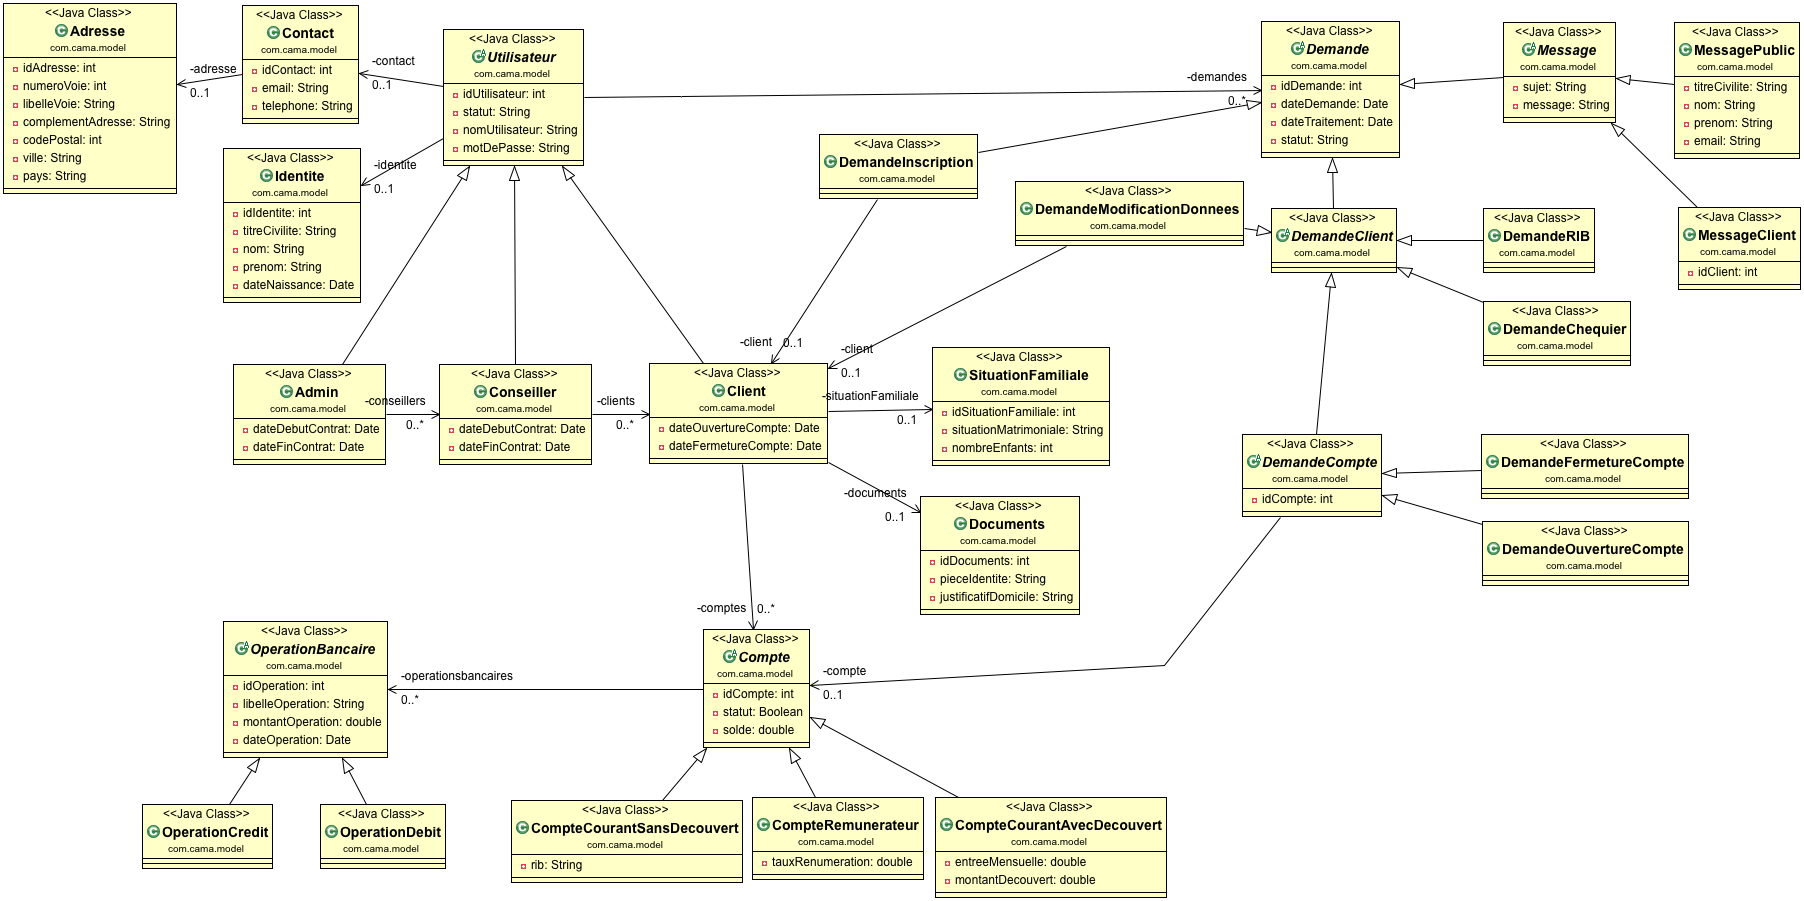 <<Java Class>>
Adresse
com.cama.model
idAdresse: int
numeroVoie: int
libelleVoie: String
complementAdresse: String
codePostal: int
ville: String
pays: String
-adresse
0..1
<<Java Class>>
Contact
com.cama.model
idContact: int
email: String
telephone: String
-contact
0..1
<<Java Class>>
Utilisateur
com.cama.model
idUtilisateur: int
statut: String
nomUtilisateur: String
motDePasse: String
-identite
0..1
<<Java Class>>
Identite
com.cama.model
idIdentite: int
titreCivilite: String
nom: String
prenom: String
dateNaissance: Date
-demandes
0..*
<<Java Class>>
Demande
com.cama.model
idDemande: int
dateDemande: Date
dateTraitement: Date
statut: String
<<Java Class>>
Message
com.cama.model
sujet: String
message: String
<<Java Class>>
MessagePublic
com.cama.model
titreCivilite: String
nom: String
prenom: String
email: String
<<Java Class>>
DemandeInscription
com.cama.model
<<Java Class>>
DemandeModificationDonnees
com.cama.model
<<Java Class>>
DemandeClient
com.cama.model
<<Java Class>>
DemandeRIB
com.cama.model
<<Java Class>>
MessageClient
com.cama.model
idClient: int
<<Java Class>>
DemandeChequier
com.cama.model
-client
0..1
-client
0..1
<<Java Class>>
Admin
com.cama.model
dateDebutContrat: Date
dateFinContrat: Date
-conseillers
0..*
<<Java Class>>
Conseiller
com.cama.model
dateDebutContrat: Date
dateFinContrat: Date
-clients
0..*
<<Java Class>>
Client
com.cama.model
dateOuvertureCompte: Date
dateFermetureCompte: Date
-situationFamiliale
0..1
<<Java Class>>
SituationFamiliale
com.cama.model
idSituationFamiliale: int
situationMatrimoniale: String
nombreEnfants: int
-documents
0..1
<<Java Class>>
Documents
com.cama.model
idDocuments: int
pieceIdentite: String
justificatifDomicile: String
<<Java Class>>
DemandeCompte
com.cama.model
idCompte: int
<<Java Class>>
DemandeFermetureCompte
com.cama.model
<<Java Class>>
DemandeOuvertureCompte
com.cama.model
-comptes
0..*
<<Java Class>>
OperationBancaire
com.cama.model
idOperation: int
libelleOperation: String
montantOperation: double
dateOperation: Date
-operationsbancaires
0..*
<<Java Class>>
Compte
com.cama.model
idCompte: int
statut: Boolean
solde: double
-compte
0..1
<<Java Class>>
OperationCredit
com.cama.model
<<Java Class>>
OperationDebit
com.cama.model
<<Java Class>>
CompteCourantSansDecouvert
com.cama.model
rib: String
<<Java Class>>
CompteRemunerateur
com.cama.model
tauxRenumeration: double
<<Java Class>>
CompteCourantAvecDecouvert
com.cama.model
entreeMensuelle: double
montantDecouvert: double